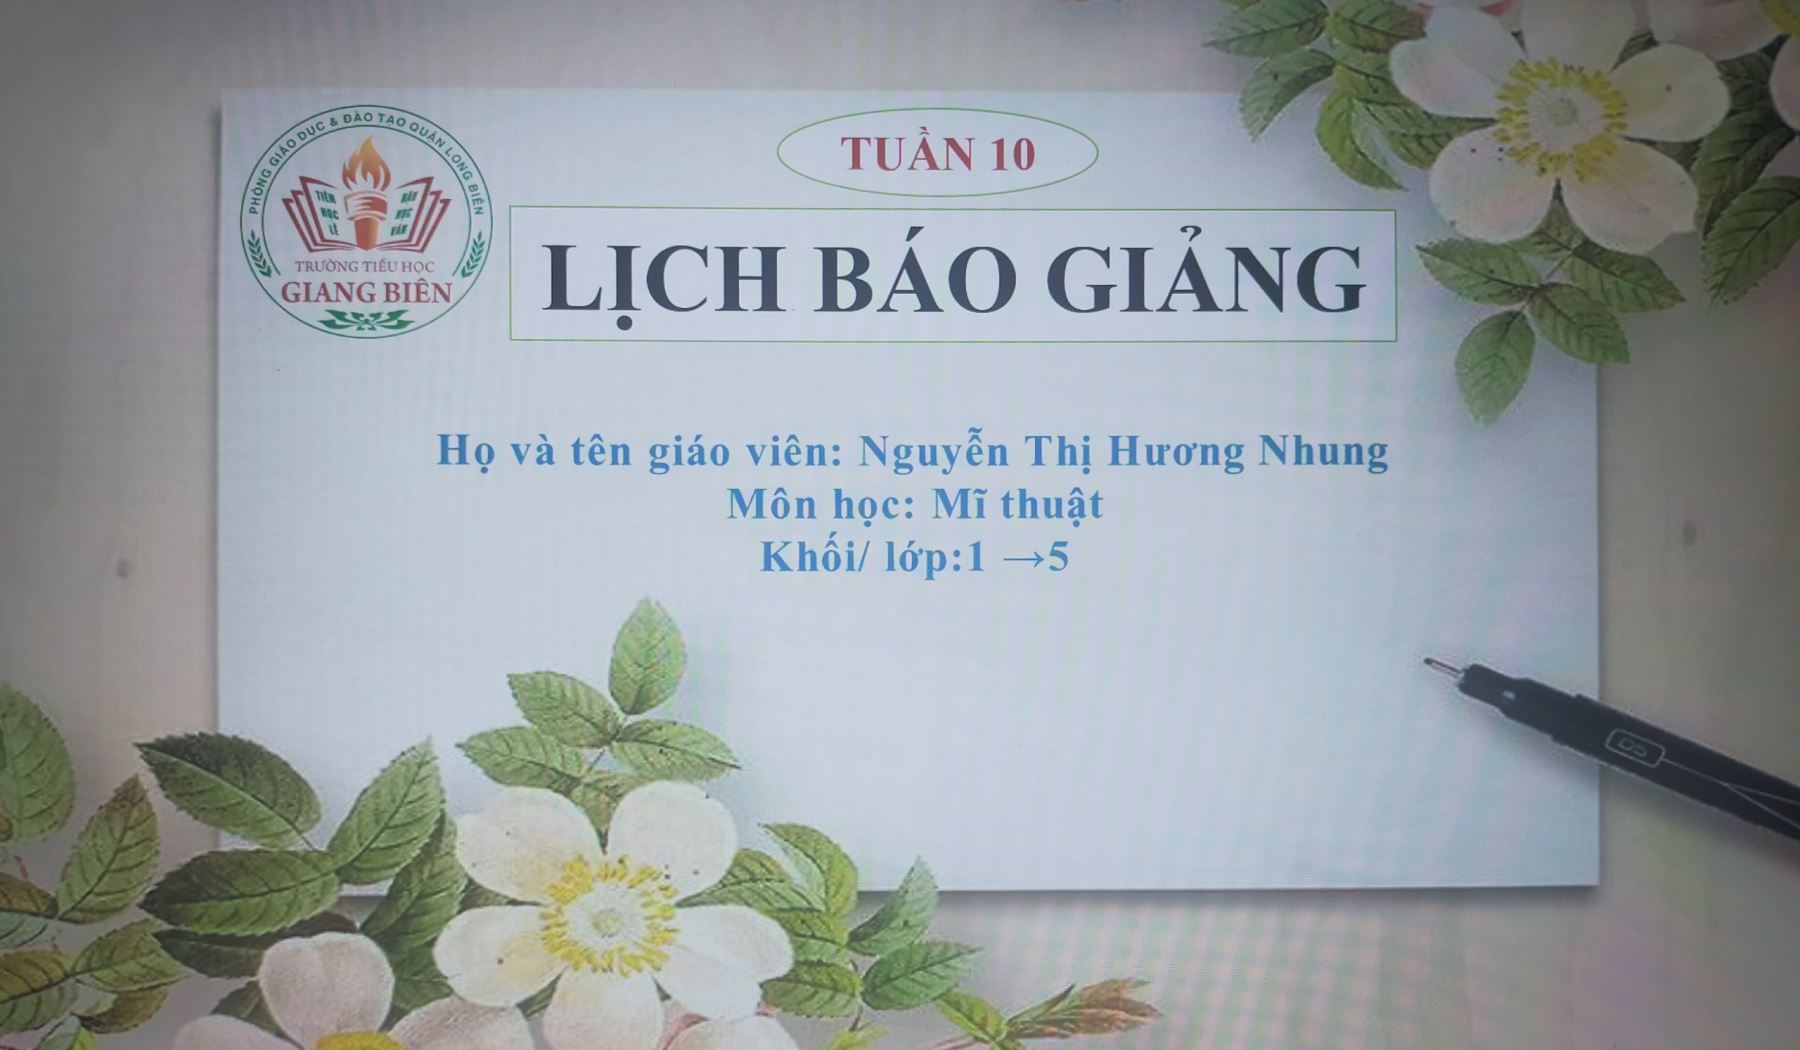 PHÒNG GIÁO DỤC & ĐÀO TẠO QUẬN LONG BIÊN
TIÊN HỌC LỄ
HẬU HỌC VĂN
TRƯỜNG TIỂU HỌC
GIANG BIÊN
TUẦN 10
LỊCH BÁO GIẢNG
Họ và tên giáo viên: Nguyễn Thị Hương Nhung
Môn học: Mĩ thuật
Khối/ lớp:1 →5
05